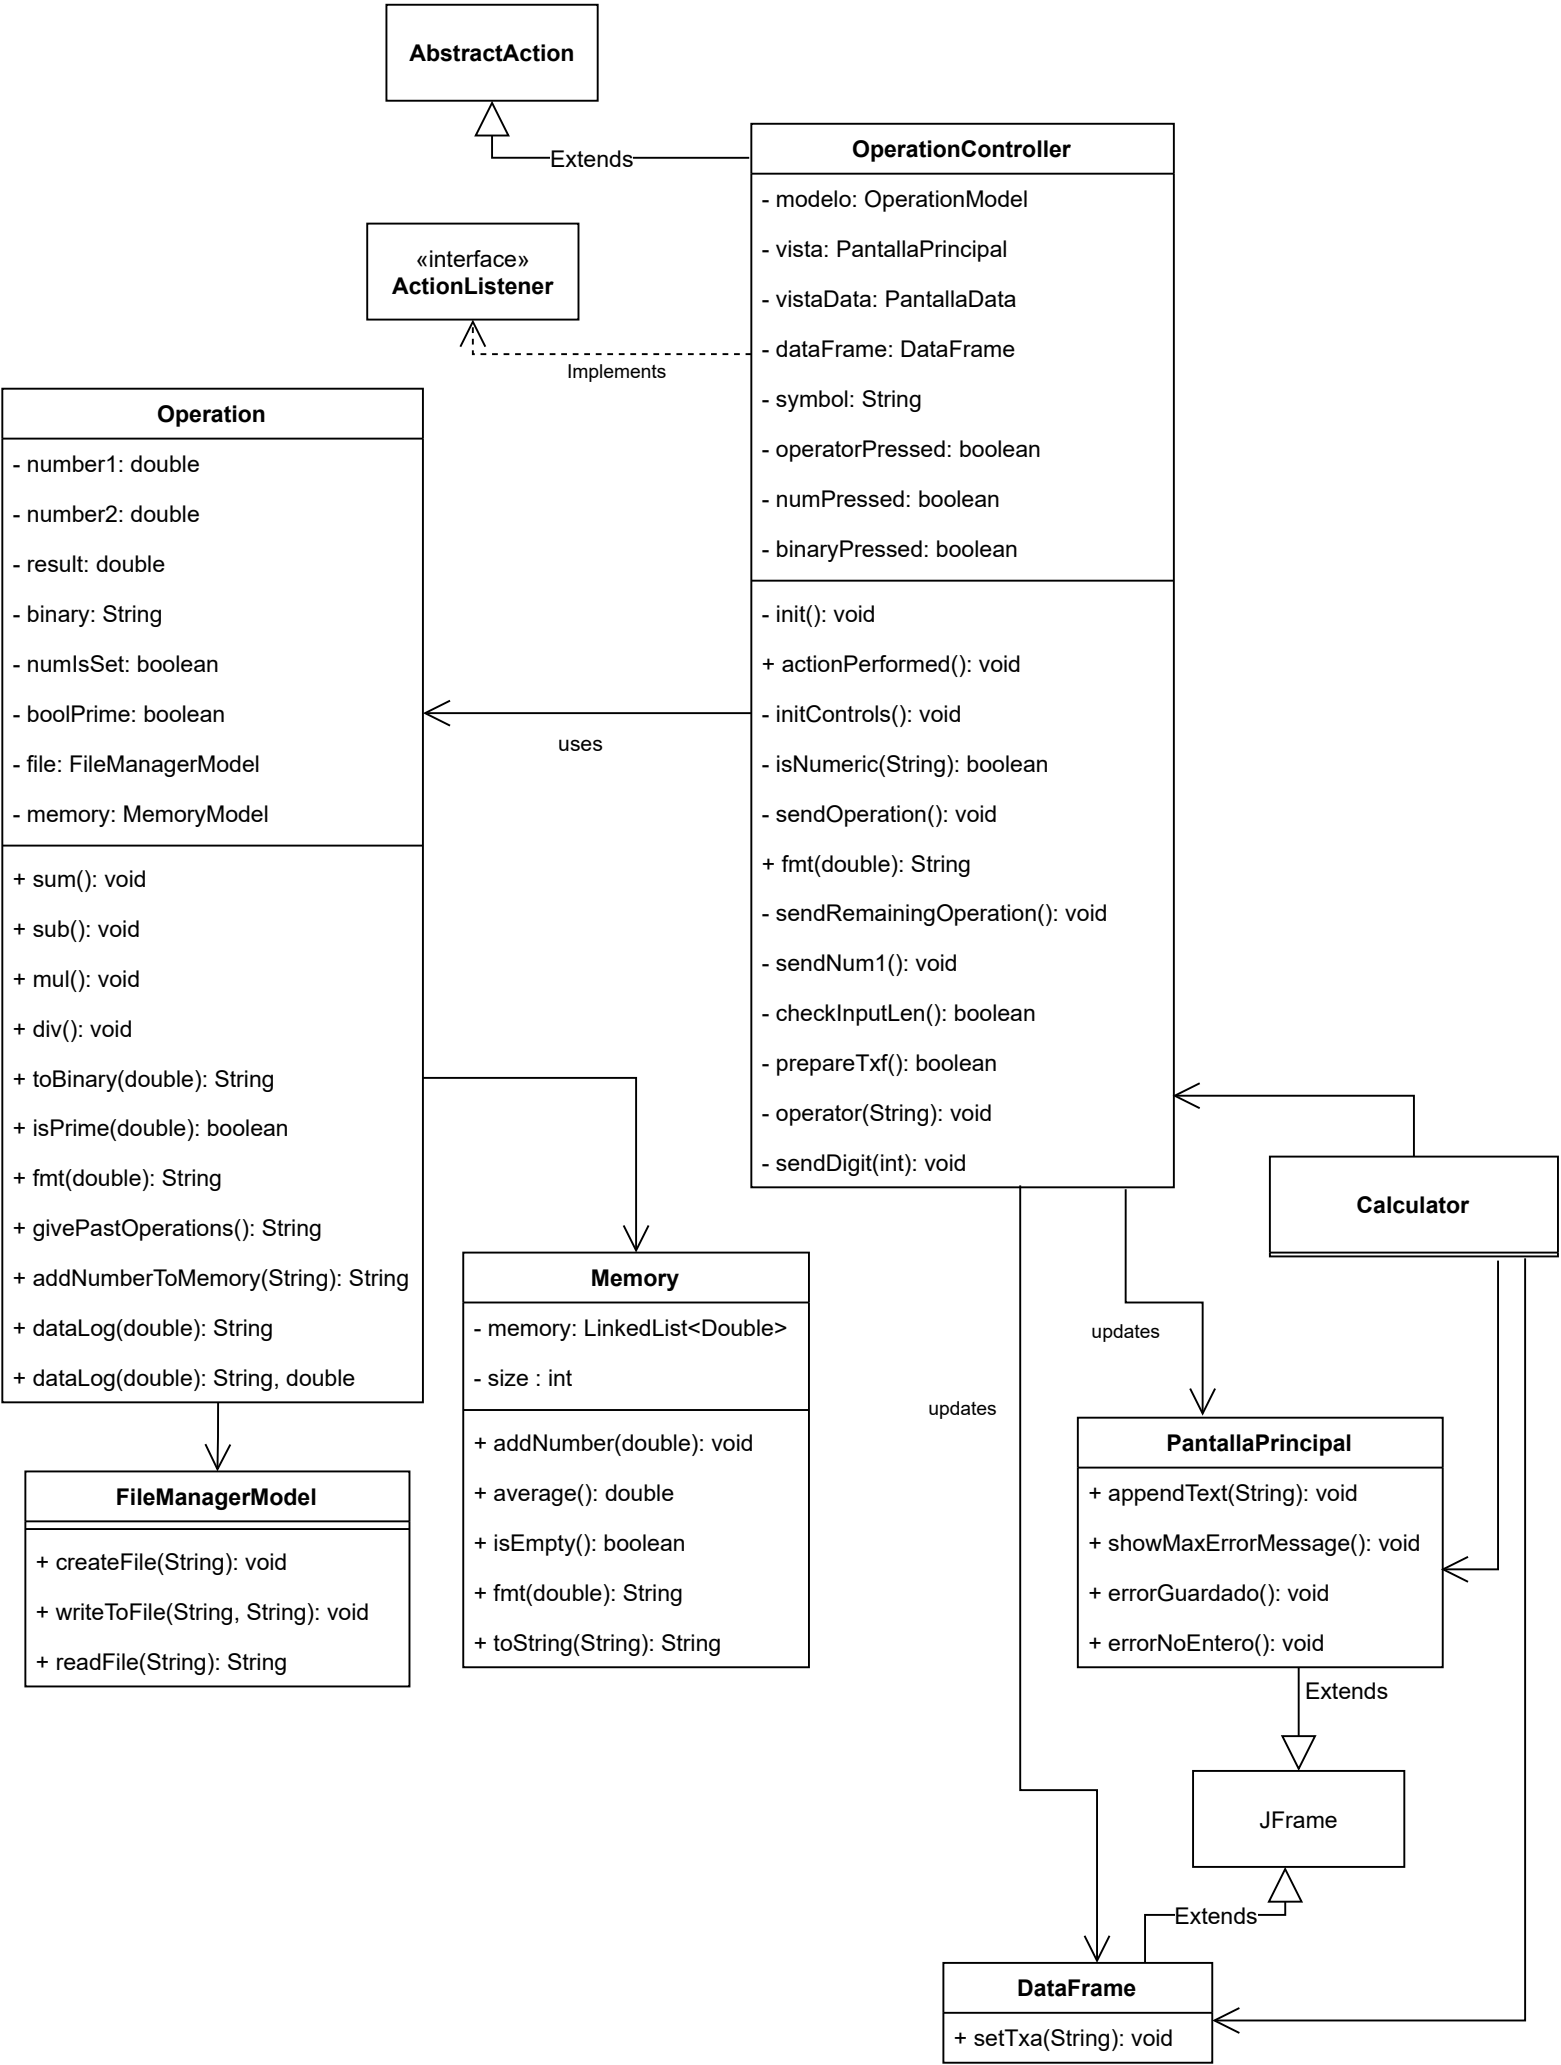 AbstractAction
Extends
OperationController
- modelo: OperationModel
- vista: PantallaPrincipal
- vistaData: PantallaData
- dataFrame: DataFrame
- symbol: String
- operatorPressed: boolean
- numPressed: boolean
- binaryPressed: boolean
- init(): void
+ actionPerformed(): void
- initControls(): void
- isNumeric(String): boolean
- sendOperation(): void
+ fmt(double): String
- sendRemainingOperation(): void
- sendNum1(): void
- checkInputLen(): boolean
- prepareTxf(): boolean
- operator(String): void
- sendDigit(int): void
«interface»
ActionListener
Implements
Operation
- number1: double
- number2: double
- result: double
- binary: String
- numIsSet: boolean
- boolPrime: boolean
- file: FileManagerModel
- memory: MemoryModel
+ sum(): void
+ sub(): void
+ mul(): void
+ div(): void
+ toBinary(double): String
+ isPrime(double): boolean
+ fmt(double): String
+ givePastOperations(): String
+ addNumberToMemory(String): String
+ dataLog(double): String
+ dataLog(double): String, double
uses
Calculator
Memory
- memory: LinkedList<Double>
- size : int
+ addNumber(double): void
+ average(): double
+ isEmpty(): boolean
+ fmt(double): String
+ toString(String): String
updates
updates
PantallaPrincipal
+ appendText(String): void
+ showMaxErrorMessage(): void
+ errorGuardado(): void
+ errorNoEntero(): void
FileManagerModel
+ createFile(String): void
+ writeToFile(String, String): void
+ readFile(String): String
Extends
JFrame
Extends
DataFrame
+ setTxa(String): void